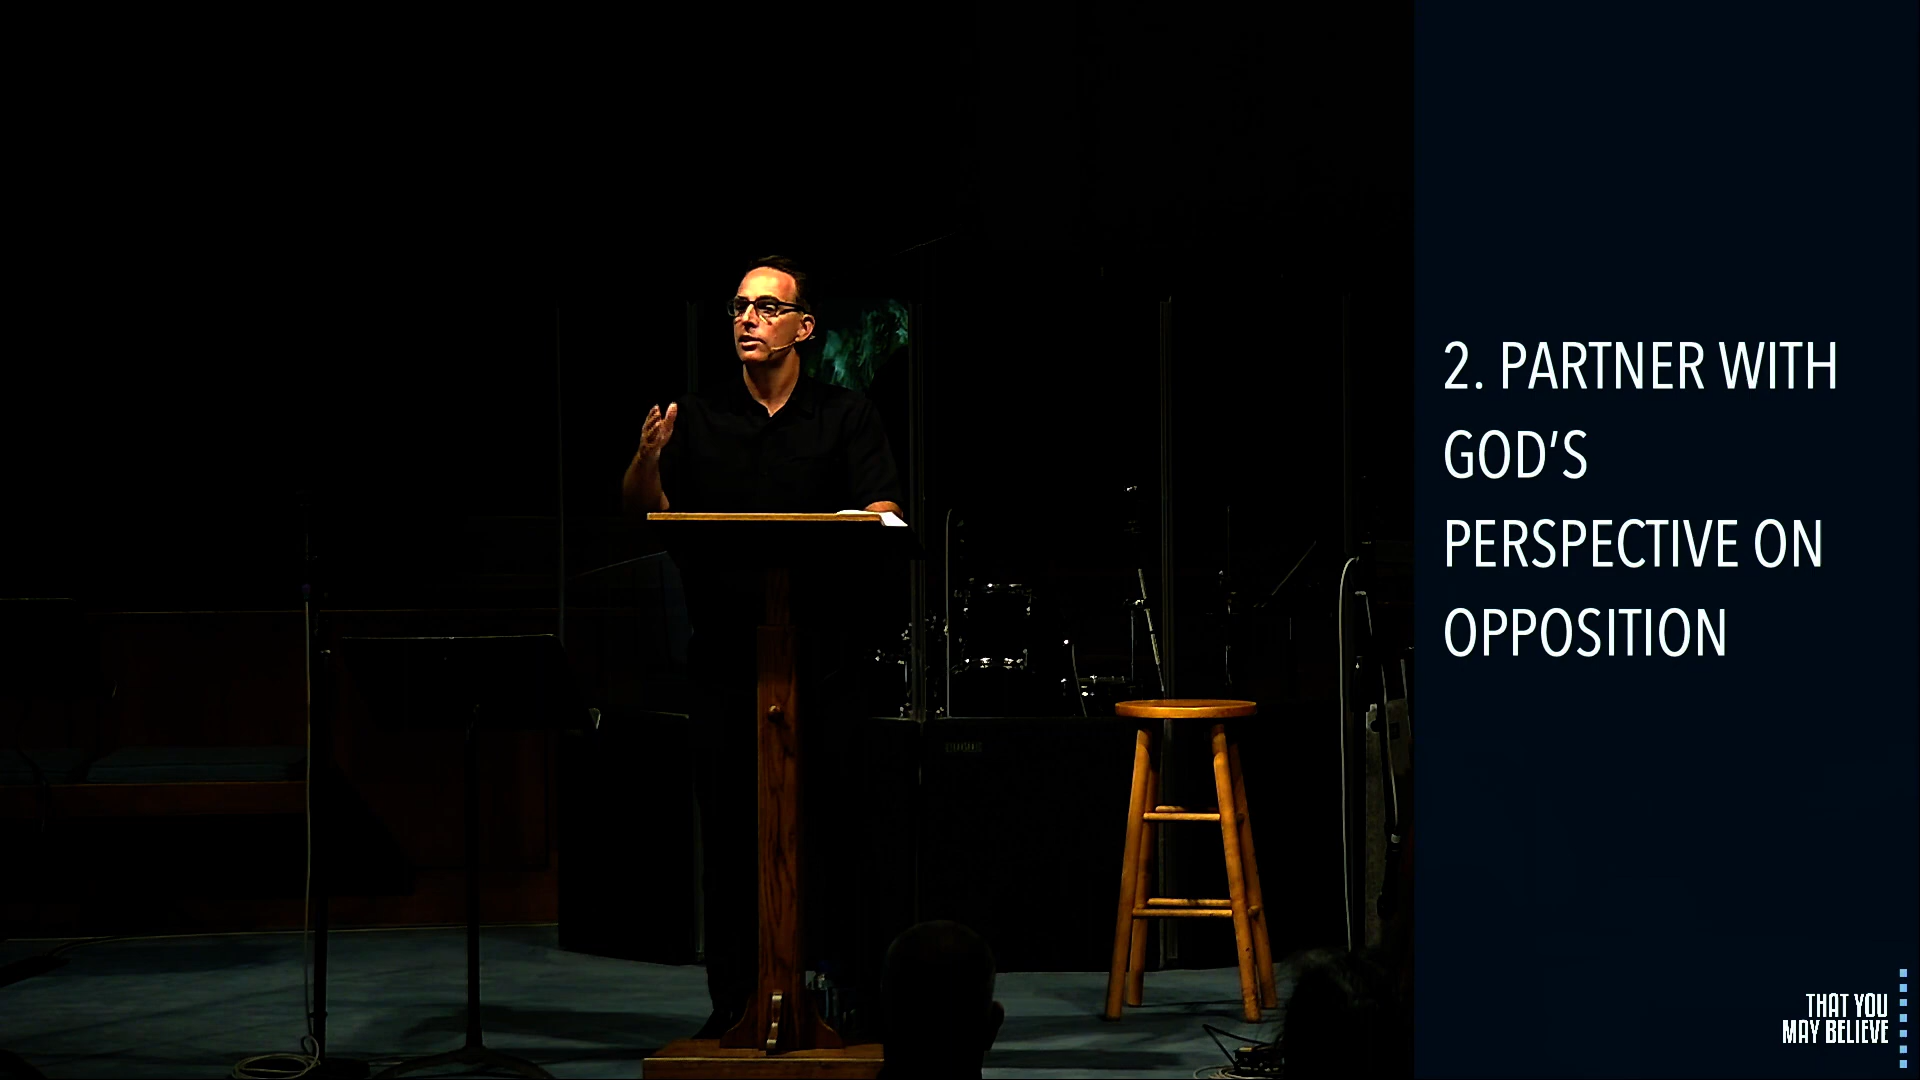 2. PARTNER WITH
GOD'S
PERSPECTIVE ON
OPPOSITION
THAT YOU
MAY BELIEVE